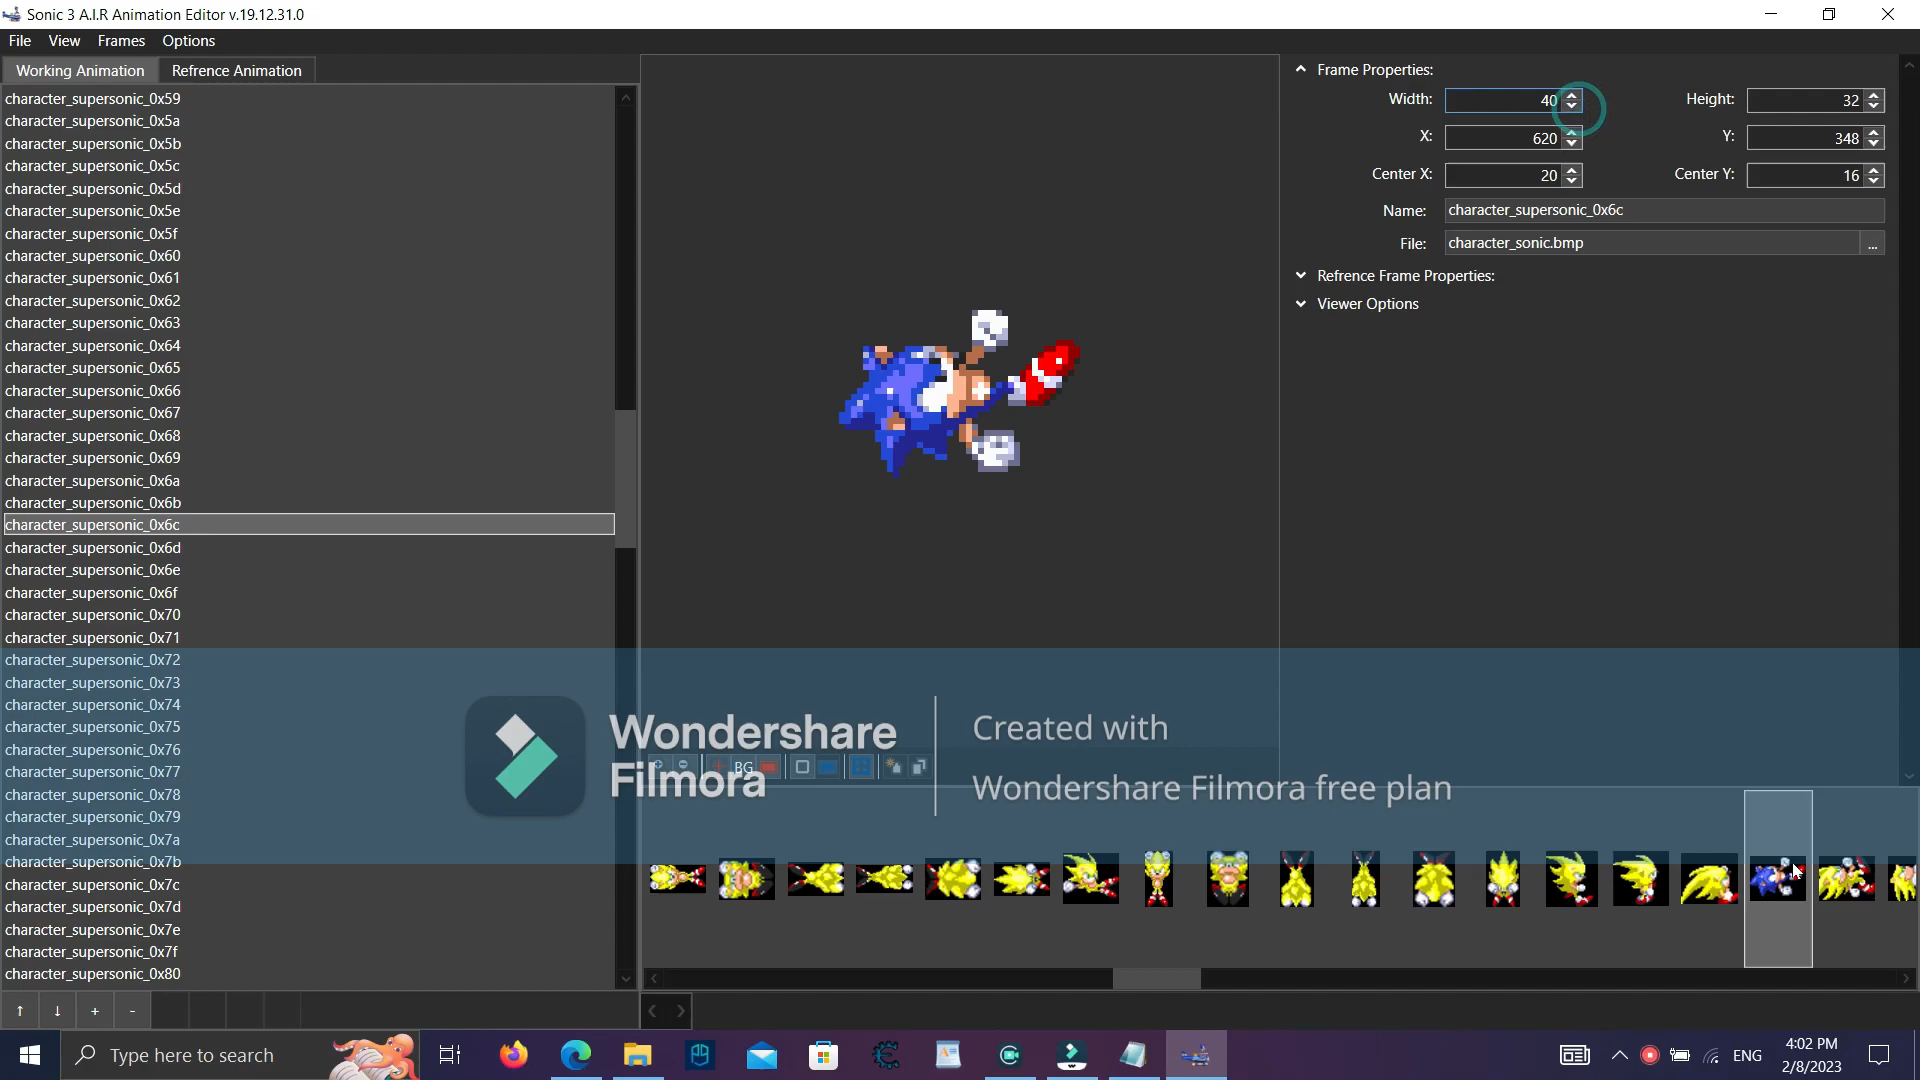 Sonic 3 A.I.R Animation Editor v.19.12.31.0
File View Frames Options
Working Animation Refrence Animation
character_supersonic_0x59
character_supersonic_0x5a
character_supersonic_0x5b
character_supersonic_0x5c
character_supersonic_0x5d
character_supersonic_0x5e
character_supersonic_0x5f
character_supersonic_0x60
character_supersonic_0x61
character_supersonic_0x62
character_supersonic_0x63
character_supersonic_0x64
character_supersonic_0x65
character_supersonic_0x66
character_supersonic_0x67
character_supersonic_0x68
character_supersonic_0x69
character_supersonic_0x6a
character_supersonic_0x6b
character_supersonic_0x6c
character_supersonic_0x6d
character_supersonic_0x6e
character_supersonic_0x6f
character_supersonic_0x70
character_supersonic_0x71
character_supersonic_0x72
character_supersonic_0x73
character_supersonic_0x74
character_supersonic_0x75
character_supersonic_0x76
character_supersonic_0x77
character_supersonic_0x78
character_supersonic_0x79
character_supersonic_0x7a
character_supersonic_0x7b
character_supersonic_0x7c
character_supersonic_0x7d
character_supersonic_0x7e
character_supersonic_0x7f
character_supersonic_0x80
Frame Properties:
Width: 40 Height: 32
X: 620 Y: 348
Center X: 20 Center Y: 16
Name: character_supersonic_0x6c
File: character_sonic.bmp ...
Refrence Frame Properties:
Viewer Options
Wondershare
Filmora
Created with
Wondershare Filmora free plan
BG
Type here to search
ENG
4:02 PM
2/8/2023